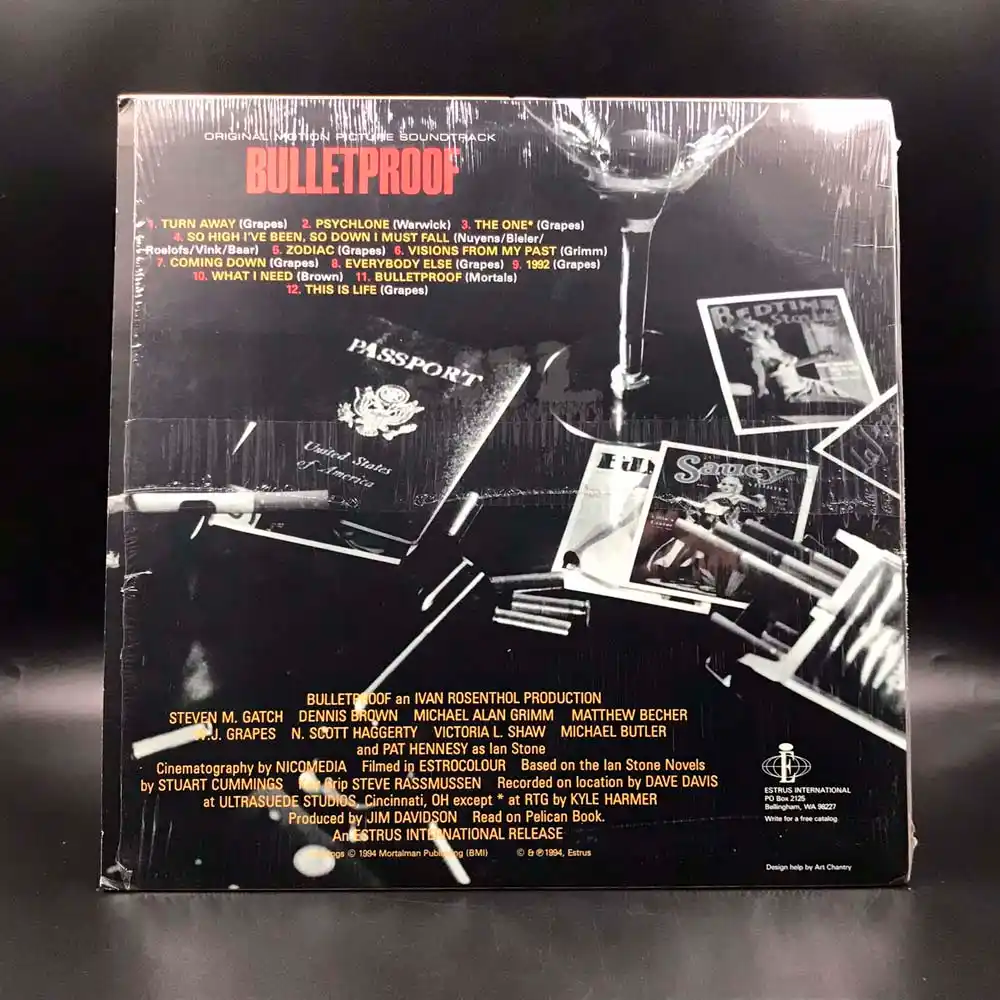 ORIGINAL MOTION PICTURE SOUNDTRACK
BULLETPROOF
1. TURN AWAY (Grapes) 2. PSYCHLONE (Warwick) 3. THE ONE* (Grapes)
4. SO HIGH I'VE BEEN, SO DOWN I MUST FALL (Nuyens/Bieler/
Roelofs/Vink/Baar) 5. ZODIAC (Grapes) 6. VISIONS FROM MY PAST (Grimm)
7. COMING DOWN (Grapes) 8. EVERYBODY ELSE (Grapes) 9. 1992 (Grapes)
10. WHAT I NEED (Brown) 11. BULLETPROOF (Mortals)
12. THIS IS LIFE (Grapes)
BEDTIME
Stories
PASSPORT
United States
of America
Saucy
BULLETPROOF an IVAN ROSENTHOL PRODUCTION
STEVEN M. GATCH DENNIS BROWN MICHAEL ALAN GRIMM MATTHEW BECHER
W.J. GRAPES N. SCOTT HAGGERTY VICTORIA L. SHAW MICHAEL BUTLER
and PAT HENNESY as Ian Stone
Cinematography by NICOMEDIA Filmed in ESTROCOLOUR Based on the Ian Stone Novels
by STUART CUMMINGS Key Grip STEVE RASSMUSSEN Recorded on location by DAVE DAVIS
at ULTRASUEDE STUDIOS, Cincinnati, OH except * at RTG by KYLE HARMER
Produced by JIM DAVIDSON Read on Pelican Book.
An ESTRUS INTERNATIONAL RELEASE
© 1994 Mortalman Publishing (BMI) © & ℗ 1994, Estrus
ESTRUS INTERNATIONAL
PO Box 2125
Bellingham, WA 98227
Write for a free catalog
Design help by Art Chantry